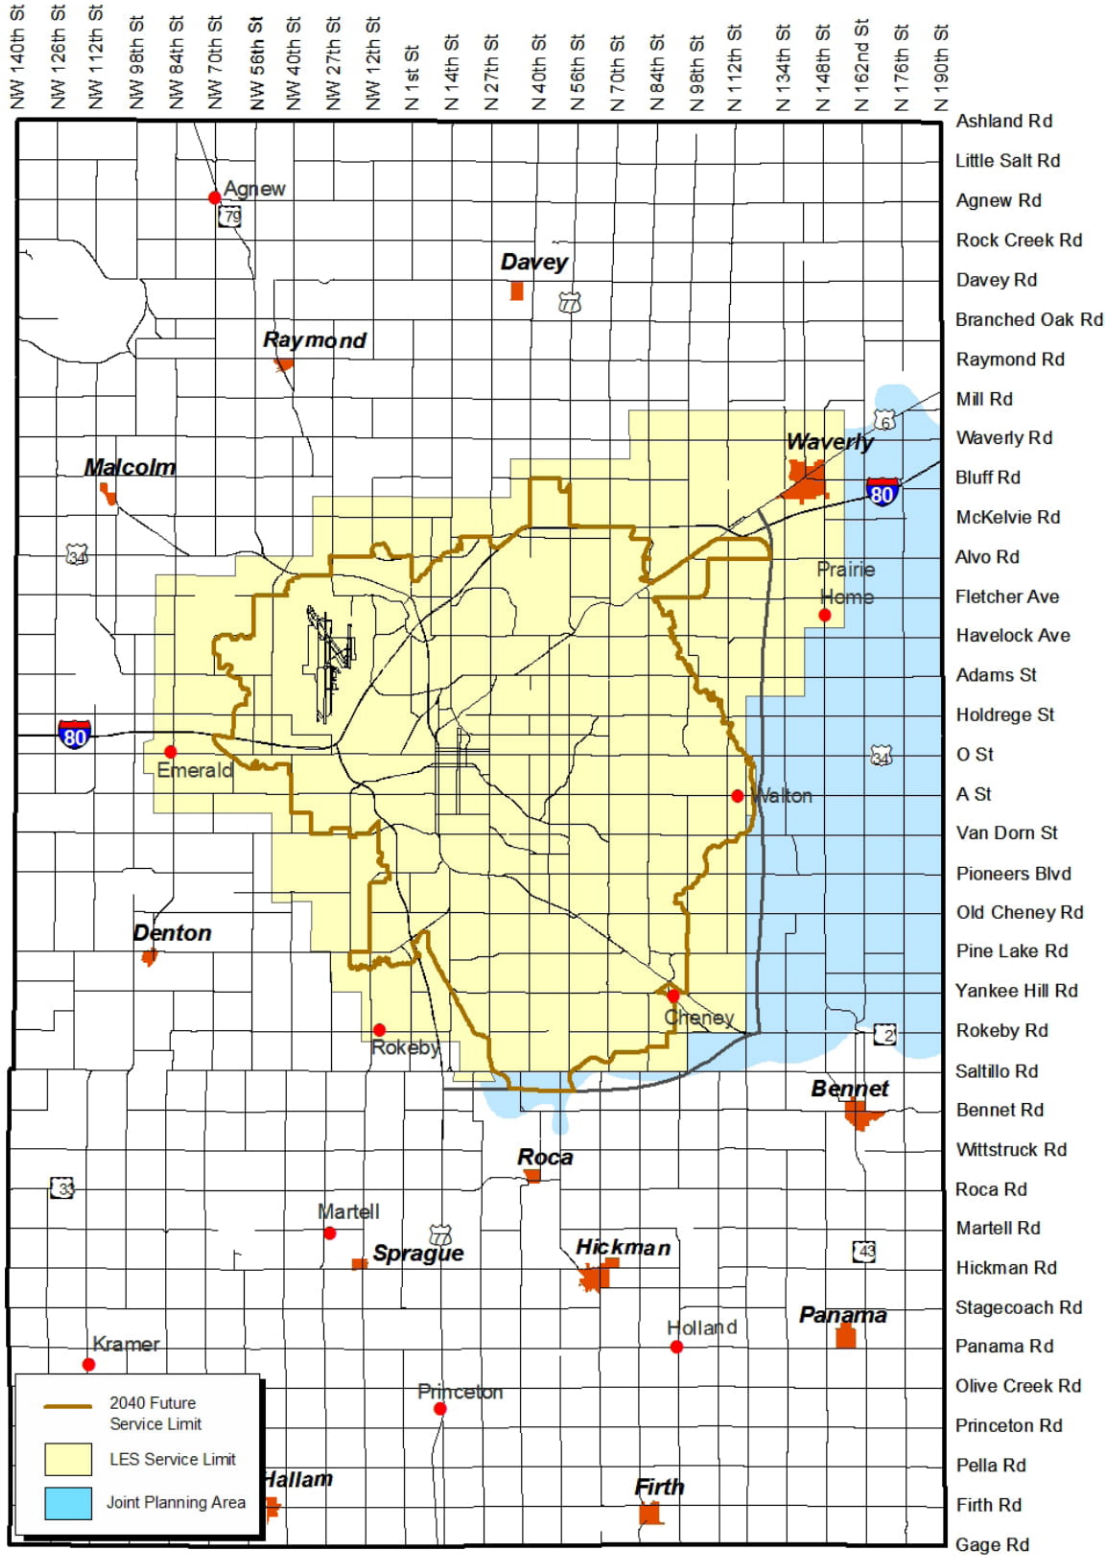 NW 140th St
NW 126th St
NW 112th St
NW 98th St
NW 84th St
NW 70th St
NW 56th St
NW 40th St
NW 27th St
NW 12th St
N 1st St
N 14th St
N 27th St
N 40th St
N 56th St
N 70th St
N 84th St
N 98th St
N 112th St
N 134th St
N 148th St
N 162nd St
N 176th St
N 190th St
Ashland Rd
Little Salt Rd
Agnew Rd
Rock Creek Rd
Davey Rd
Branched Oak Rd
Raymond Rd
Mill Rd
Waverly Rd
Bluff Rd
McKelvie Rd
Alvo Rd
Fletcher Ave
Havelock Ave
Adams St
Holdrege St
O St
A St
Van Dorn St
Pioneers Blvd
Old Cheney Rd
Pine Lake Rd
Yankee Hill Rd
Rokeby Rd
Saltillo Rd
Bennet Rd
Wittstruck Rd
Roca Rd
Martell Rd
Hickman Rd
Stagecoach Rd
Panama Rd
Olive Creek Rd
Princeton Rd
Pella Rd
Firth Rd
Gage Rd
Agnew
79
Davey
77
Raymond
6
Waverly
Malcolm
80
34
Prairie
Home
80
34
Emerald
Walton
Denton
Cheney
Rokeby
2
Bennet
Roca
33
Martell
77
Sprague
Hickman
43
Panama
Holland
Kramer
Princeton
2040 Future
Service Limit
LES Service Limit
Joint Planning Area
Hallam
Firth